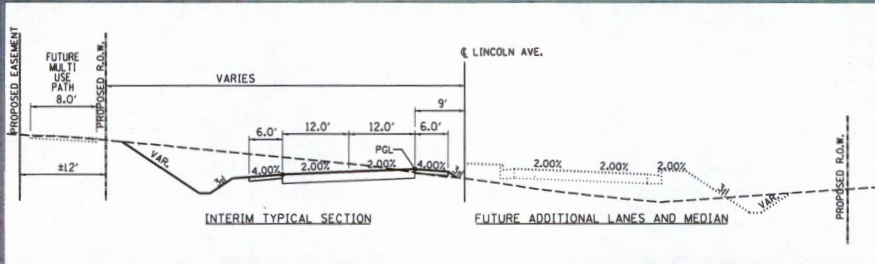 PROPOSED EASEMENT
FUTURE
MULTI
USE
PATH
8.0'
±12'
PROPOSED R.O.W.
VARIES
℄ LINCOLN AVE.
9'
6.0'
12.0'
12.0'
6.0'
PGL
VAR.
4.00%
2.00%
2.00%
4.00%
2.00%
2.00%
2.00%
VAR.
PROPOSED R.O.W.
INTERIM TYPICAL SECTION
FUTURE ADDITIONAL LANES AND MEDIAN